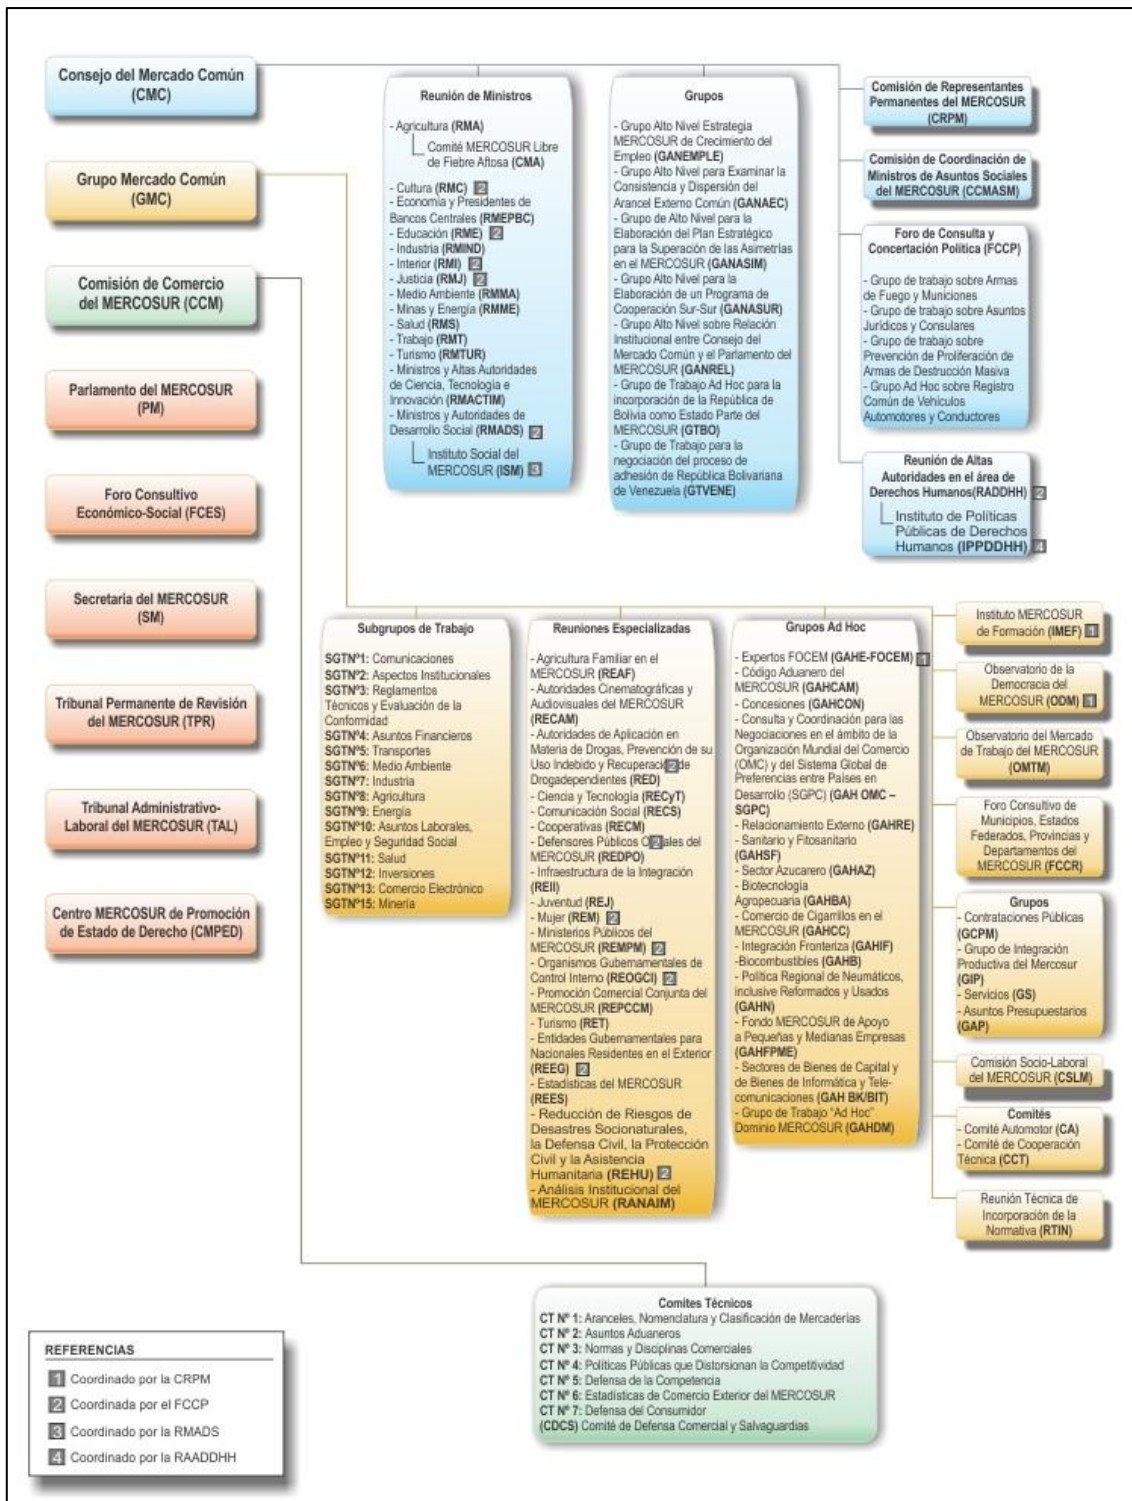 Consejo del Mercado Común
(CMC)
Grupo Mercado Común
(GMC)
Comisión de Comercio
del MERCOSUR (CCM)
Parlamento del MERCOSUR
(PM)
Foro Consultivo
Económico-Social (FCES)
Secretaria del MERCOSUR
(SM)
Tribunal Permanente de Revisión
del MERCOSUR (TPR)
Tribunal Administrativo-
Laboral del MERCOSUR (TAL)
Centro MERCOSUR de Promoción
de Estado de Derecho (CMPED)
Reunión de Ministros
- Agricultura (RMA)
Comité MERCOSUR Libre
de Fiebre Aftosa (CMA)
- Cultura (RMC) 2
- Economía y Presidentes de
Bancos Centrales (RMEPBC)
- Educación (RME) 2
- Industria (RMIND)
- Interior (RMI) 2
- Justicia (RMJ) 2
- Medio Ambiente (RMMA)
- Minas y Energía (RMME)
- Salud (RMS)
- Trabajo (RMT)
- Turismo (RMTUR)
- Ministros y Altas Autoridades
de Ciencia, Tecnología e
Innovación (RMACTIM)
- Ministros y Autoridades de
Desarrollo Social (RMADS) 2
Instituto Social del
MERCOSUR (ISM) 3
Grupos
- Grupo Alto Nivel Estrategia
MERCOSUR de Crecimiento del
Empleo (GANEMPLE)
- Grupo Alto Nivel para Examinar la
Consistencia y Dispersión del
Arancel Externo Común (GANAEC)
- Grupo de Alto Nivel para la
Elaboración del Plan Estratégico
para la Superación de las Asimetrías
en el MERCOSUR (GANASIM)
- Grupo Alto Nivel para la
Elaboración de un Programa de
Cooperación Sur-Sur (GANASUR)
- Grupo Alto Nivel sobre Relación
Institucional entre Consejo del
Mercado Común y el Parlamento del
MERCOSUR (GANREL)
- Grupo de Trabajo Ad Hoc para la
incorporación de la República de
Bolivia como Estado Parte del
MERCOSUR (GTBO)
- Grupo de Trabajo para la
negociación del proceso de
adhesión de República Bolivariana
de Venezuela (GTVENE)
Comisión de Representantes
Permanentes del MERCOSUR
(CRPM)
Comisión de Coordinación de
Ministros de Asuntos Sociales
del MERCOSUR (CCMASM)
Foro de Consulta y
Concertación Política (FCCP)
- Grupo de trabajo sobre Armas
de Fuego y Municiones
- Grupo de trabajo sobre Asuntos
Jurídicos y Consulares
- Grupo de trabajo sobre
Prevención de Proliferación de
Armas de Destrucción Masiva
- Grupo Ad Hoc sobre Registro
Común de Vehículos
Automotores y Conductores
Reunión de Altas
Autoridades en el área de
Derechos Humanos(RADDHH) 2
Instituto de Políticas
Públicas de Derechos
Humanos (IPPDDHH) 4
Subgrupos de Trabajo
SGTNº1: Comunicaciones
SGTNº2: Aspectos Institucionales
SGTNº3: Reglamentos
Técnicos y Evaluación de la
Conformidad
SGTNº4: Asuntos Financieros
SGTNº5: Transportes
SGTNº6: Medio Ambiente
SGTNº7: Industria
SGTNº8: Agricultura
SGTNº9: Energía
SGTNº10: Asuntos Laborales,
Empleo y Seguridad Social
SGTNº11: Salud
SGTNº12: Inversiones
SGTNº13: Comercio Electrónico
SGTNº15: Minería
Reuniones Especializadas
- Agricultura Familiar en el
MERCOSUR (REAF)
- Autoridades Cinematográficas y
Audiovisuales del MERCOSUR
(RECAM)
- Autoridades de Aplicación en
Materia de Drogas, Prevención de su
Uso Indebido y 2 de
Drogadependientes (RED)
- Ciencia y Tecnología (RECyT)
- Comunicación Social (RECS)
- Cooperativas (RECM)
- Defensores Públicos 2 del
MERCOSUR (REDPO)
- Infraestructura de la Integración
(REII)
- Juventud (REJ)
- Mujer (REM) 2
- Ministerios Públicos del
MERCOSUR (REMPM) 2
- Organismos Gubernamentales de
Control Interno (REOGCI) 2
- Promoción Comercial Conjunta del
MERCOSUR (REPCCM)
- Turismo (RET)
- Entidades Gubernamentales para
Nacionales Residentes en el Exterior
(REEG) 2
- Estadísticas del MERCOSUR
(REES)
- Reducción de Riesgos de
Desastres Socionaturales,
la Defensa Civil, la Protección
Civil y la Asistencia
Humanitaria (REHU) 2
- Análisis Institucional del
MERCOSUR (RANAIM)
Grupos Ad Hoc
- Expertos FOCEM (GAHE-FOCEM) 1
- Código Aduanero del
MERCOSUR (GAHCAM)
- Concesiones (GAHCON)
- Consulta y Coordinación para las
Negociaciones en el ámbito de la
Organización Mundial del Comercio
(OMC) y del Sistema Global de
Preferencias entre Países en
Desarrollo (SGPC) (GAH OMC –
SGPC)
- Relacionamiento Externo (GAHRE)
- Sanitario y Fitosanitario
(GAHSF)
- Sector Azucarero (GAHAZ)
- Biotecnología
Agropecuaria (GAHBA)
- Comercio de Cigarrillos en el
MERCOSUR (GAHCC)
- Integración Fronteriza (GAHIF)
-Biocombustibles (GAHB)
- Política Regional de Neumáticos,
inclusive Reformados y Usados
(GAHN)
- Fondo MERCOSUR de Apoyo
a Pequeñas y Medianas Empresas
(GAHFPME)
- Sectores de Bienes de Capital y
de Bienes de Informática y Tele-
comunicaciones (GAH BK/BIT)
- Grupo de Trabajo "Ad Hoc"
Dominio MERCOSUR (GAHDM)
Instituto MERCOSUR
de Formación (IMEF) 1
Observatorio de la
Democracia del
MERCOSUR (ODM) 1
Observatorio del Mercado
de Trabajo del MERCOSUR
(OMTM)
Foro Consultivo de
Municipios, Estados
Federados, Provincias y
Departamentos del
MERCOSUR (FCCR)
Grupos
- Contrataciones Públicas
(GCPM)
- Grupo de Integración
Productiva del Mercosur
(GIP)
- Servicios (GS)
- Asuntos Presupuestarios
(GAP)
Comisión Socio-Laboral
del MERCOSUR (CSLM)
Comités
- Comité Automotor (CA)
- Comité de Cooperación
Técnica (CCT)
Reunión Técnica de
Incorporación de la
Normativa (RTIN)
Comites Técnicos
CT Nº 1: Aranceles, Nomenclatura y Clasificación de Mercaderías
CT Nº 2: Asuntos Aduaneros
CT Nº 3: Normas y Disciplinas Comerciales
CT Nº 4: Políticas Públicas que Distorsionan la Competitividad
CT Nº 5: Defensa de la Competencia
CT Nº 6: Estadísticas de Comercio Exterior del MERCOSUR
CT Nº 7: Defensa del Consumidor
(CDCS) Comité de Defensa Comercial y Salvaguardias
REFERENCIAS
1 Coordinado por la CRPM
2 Coordinada por el FCCP
3 Coordinado por la RMADS
4 Coordinado por la RAADDHH